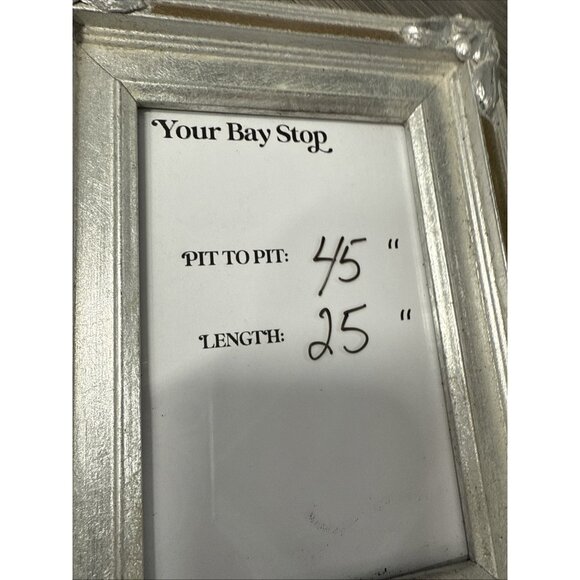 Your Bay Stop
PIT TO PIT: 45 "
LENGTH: 25 "